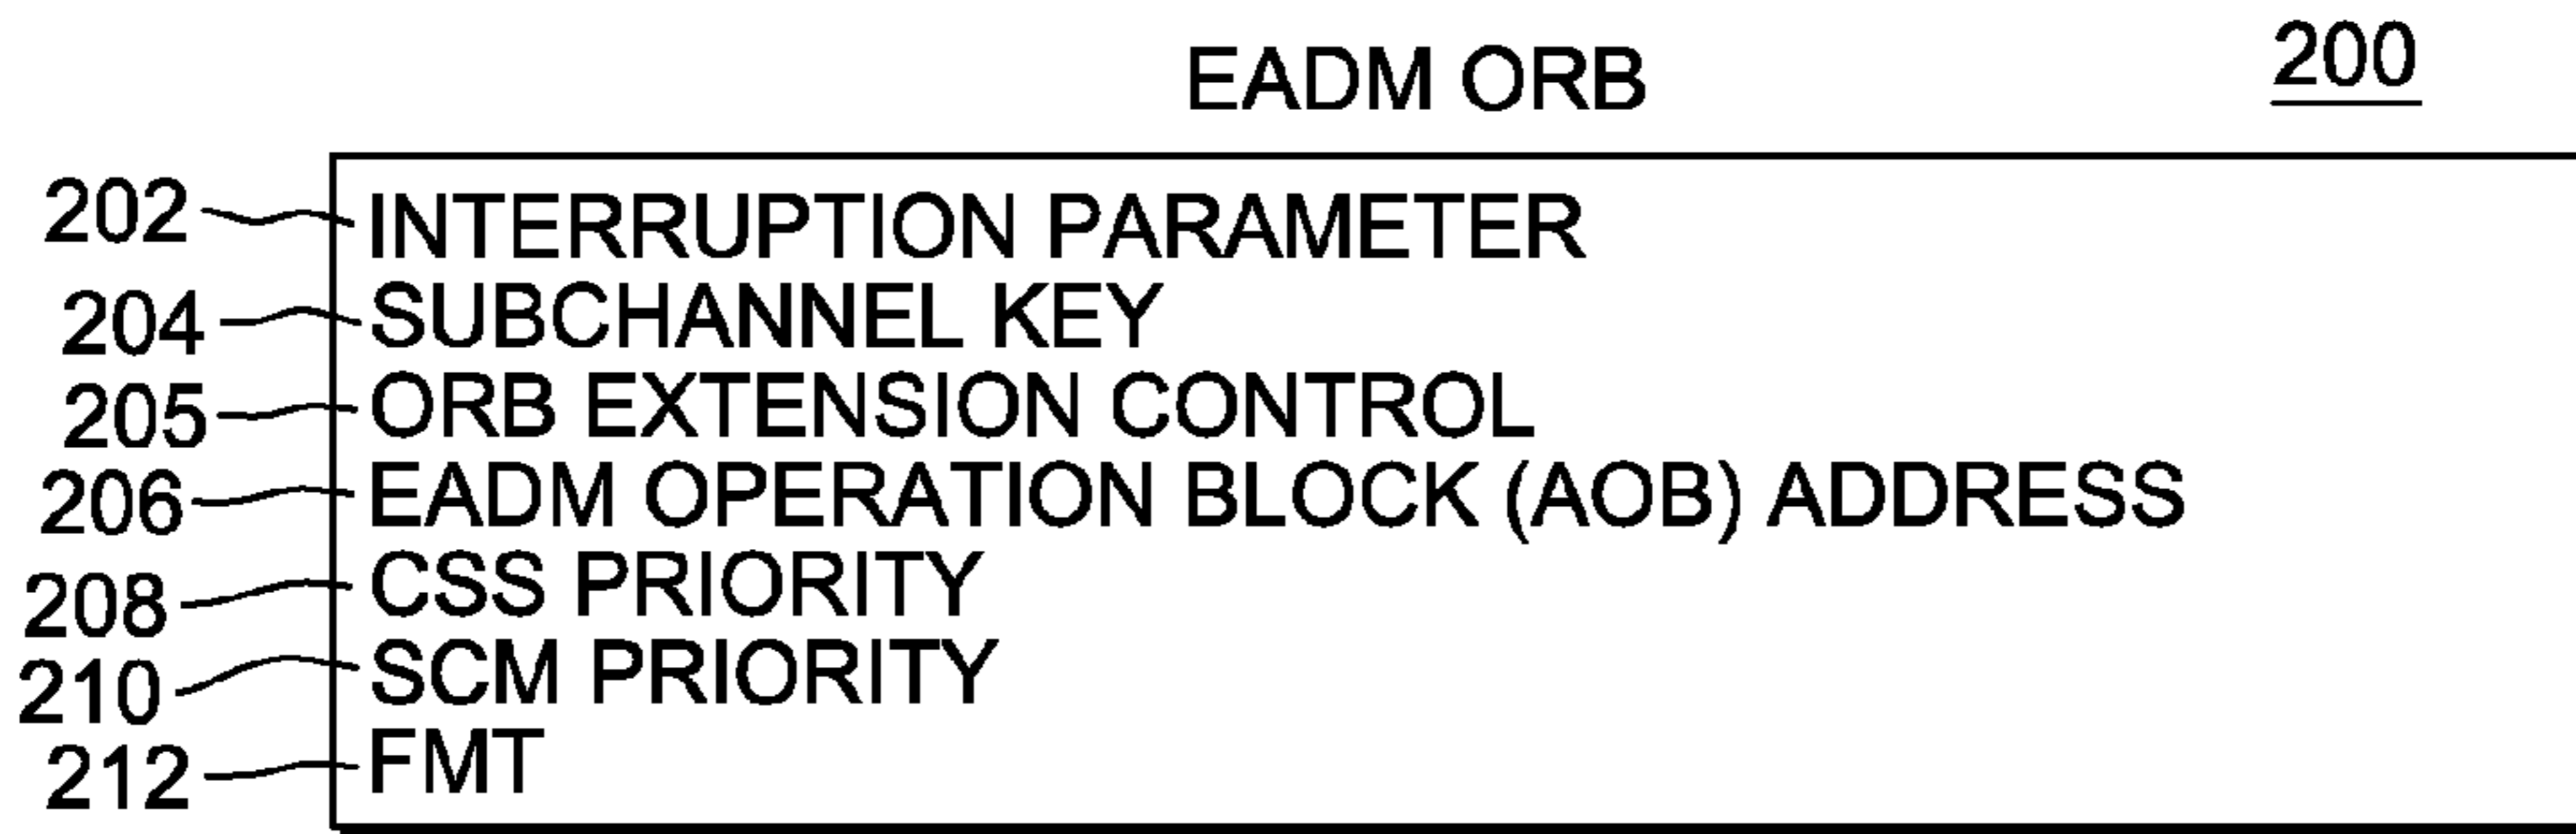 EADM ORB 200
202 INTERRUPTION PARAMETER
204 SUBCHANNEL KEY
205 ORB EXTENSION CONTROL
206 EADM OPERATION BLOCK (AOB) ADDRESS
208 CSS PRIORITY
210 SCM PRIORITY
212 FMT